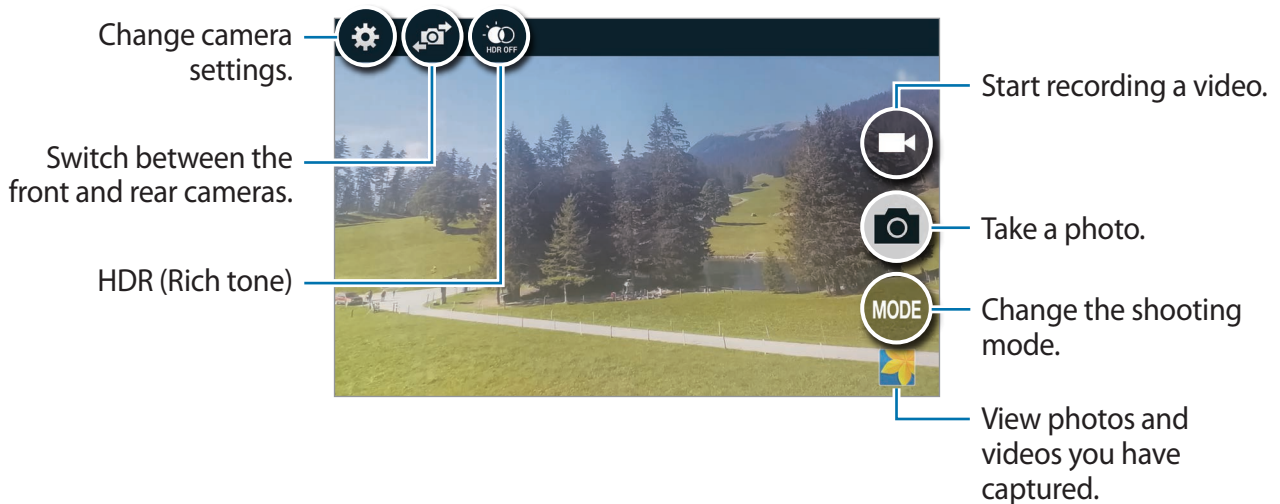 Change camera
settings.
Switch between the
front and rear cameras.
HDR (Rich tone)
HDR OFF
Start recording a video.
Take a photo.
MODE
Change the shooting
mode.
View photos and
videos you have
captured.